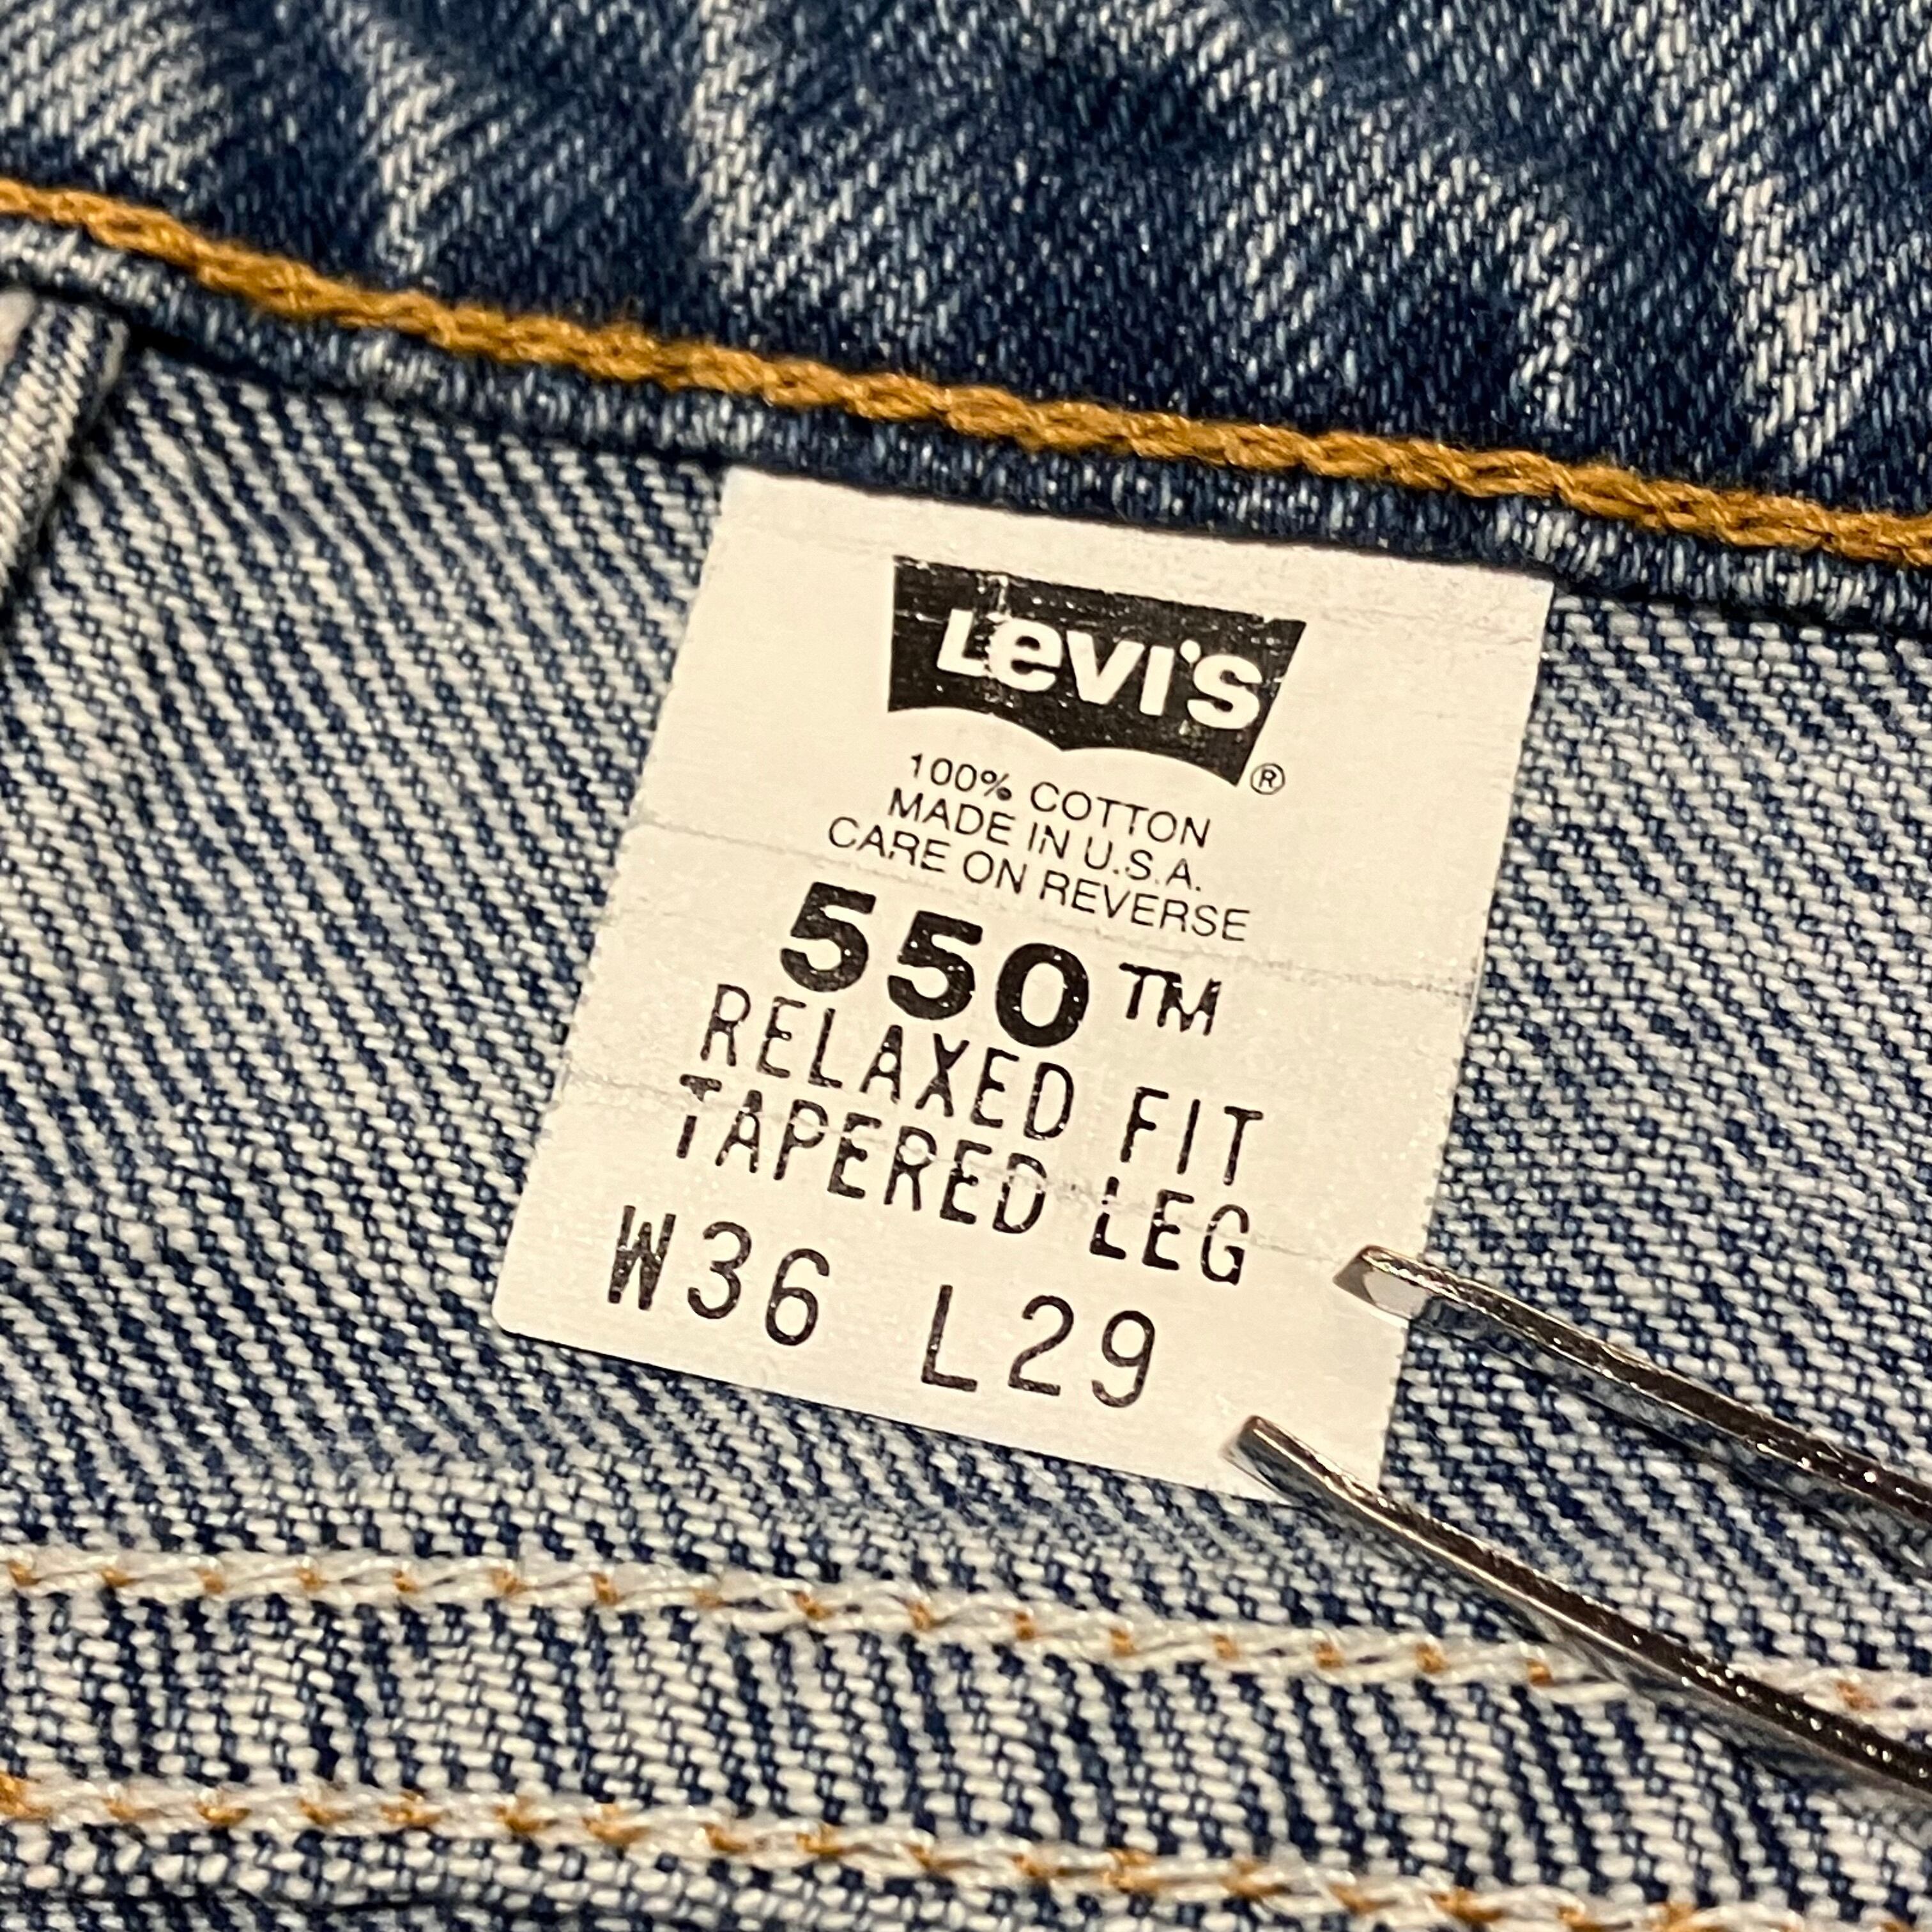 Levi's ®
100% COTTON
MADE IN U.S.A.
CARE ON REVERSE
550™
RELAXED FIT
TAPERED LEG
W36 L29